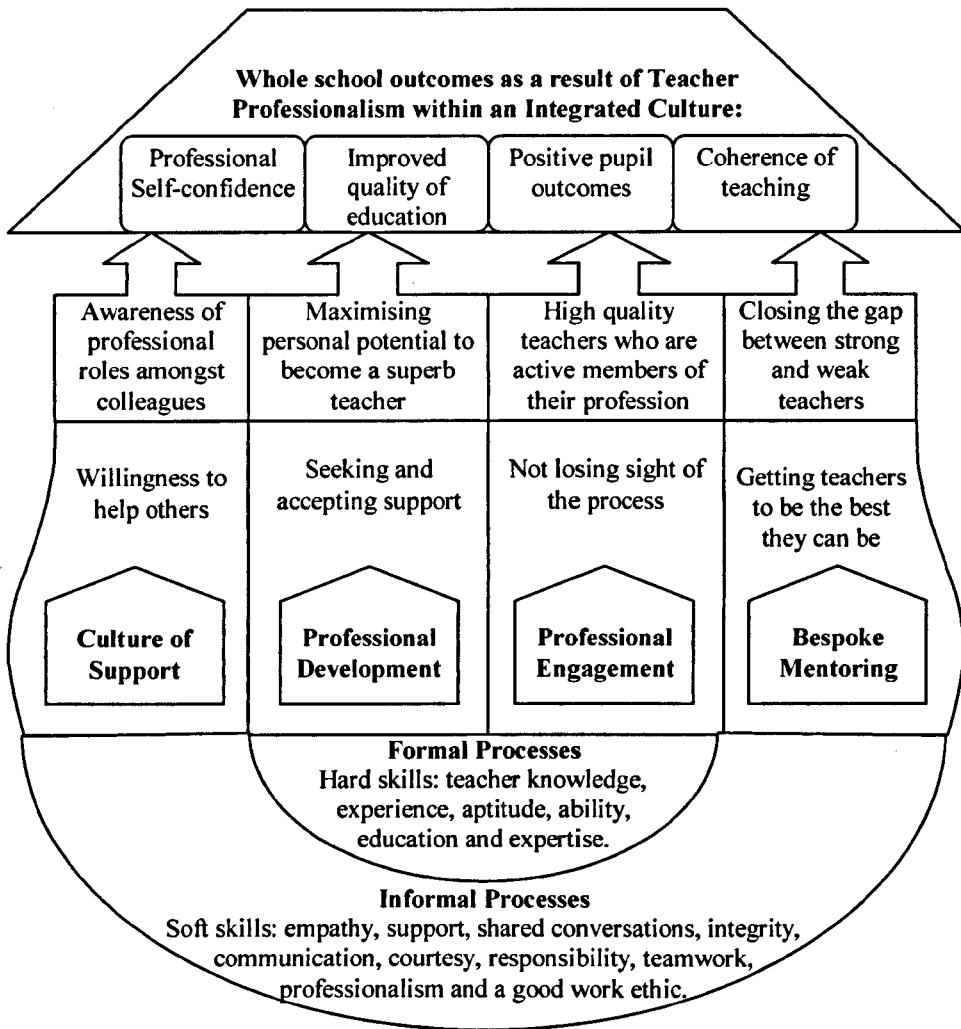 Whole school outcomes as a result of Teacher
Professionalism within an Integrated Culture:
Professional
Self-confidence
Improved
quality of
education
Positive pupil
outcomes
Coherence of
teaching
Awareness of
professional
roles amongst
colleagues
Maximising
personal potential to
become a superb
teacher
High quality
teachers who are
active members of
their profession
Closing the gap
between strong
and weak
teachers
Willingness to
help others
Seeking and
accepting support
Not losing sight of
the process
Getting teachers
to be the best
they can be
Culture of
Support
Professional
Development
Professional
Engagement
Bespoke
Mentoring
Formal Processes
Hard skills: teacher knowledge,
experience, aptitude, ability,
education and expertise.
Informal Processes
Soft skills: empathy, support, shared conversations, integrity,
communication, courtesy, responsibility, teamwork,
professionalism and a good work ethic.